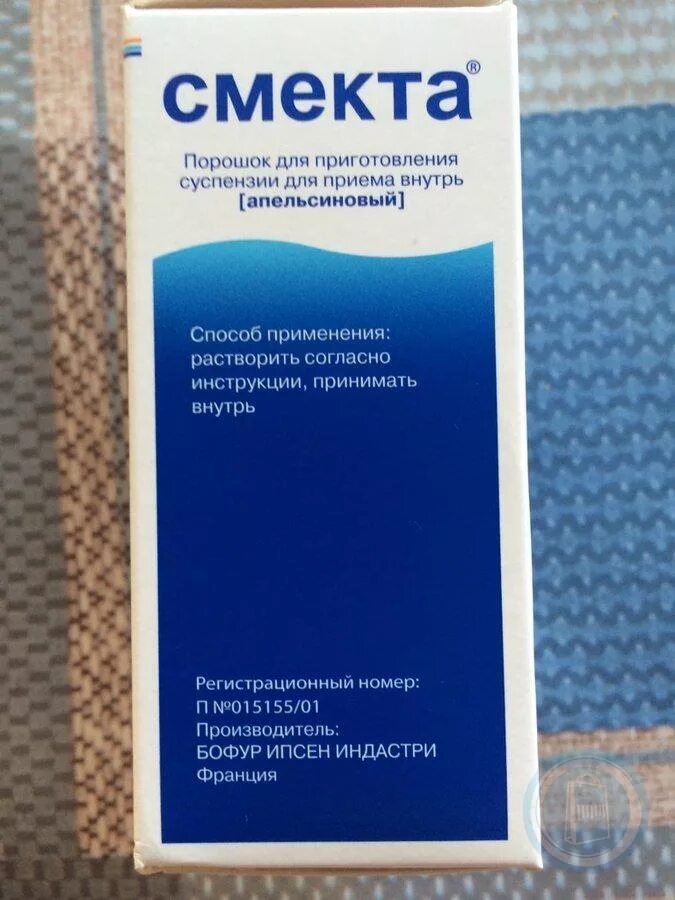 смекта®
Порошок для приготовления
суспензии для приема внутрь
[апельсиновый]
Способ применения:
растворить согласно
инструкции, принимать
внутрь
Регистрационный номер:
П №015155/01
Производитель:
БОФУР ИПСЕН ИНДАСТРИ
Франция